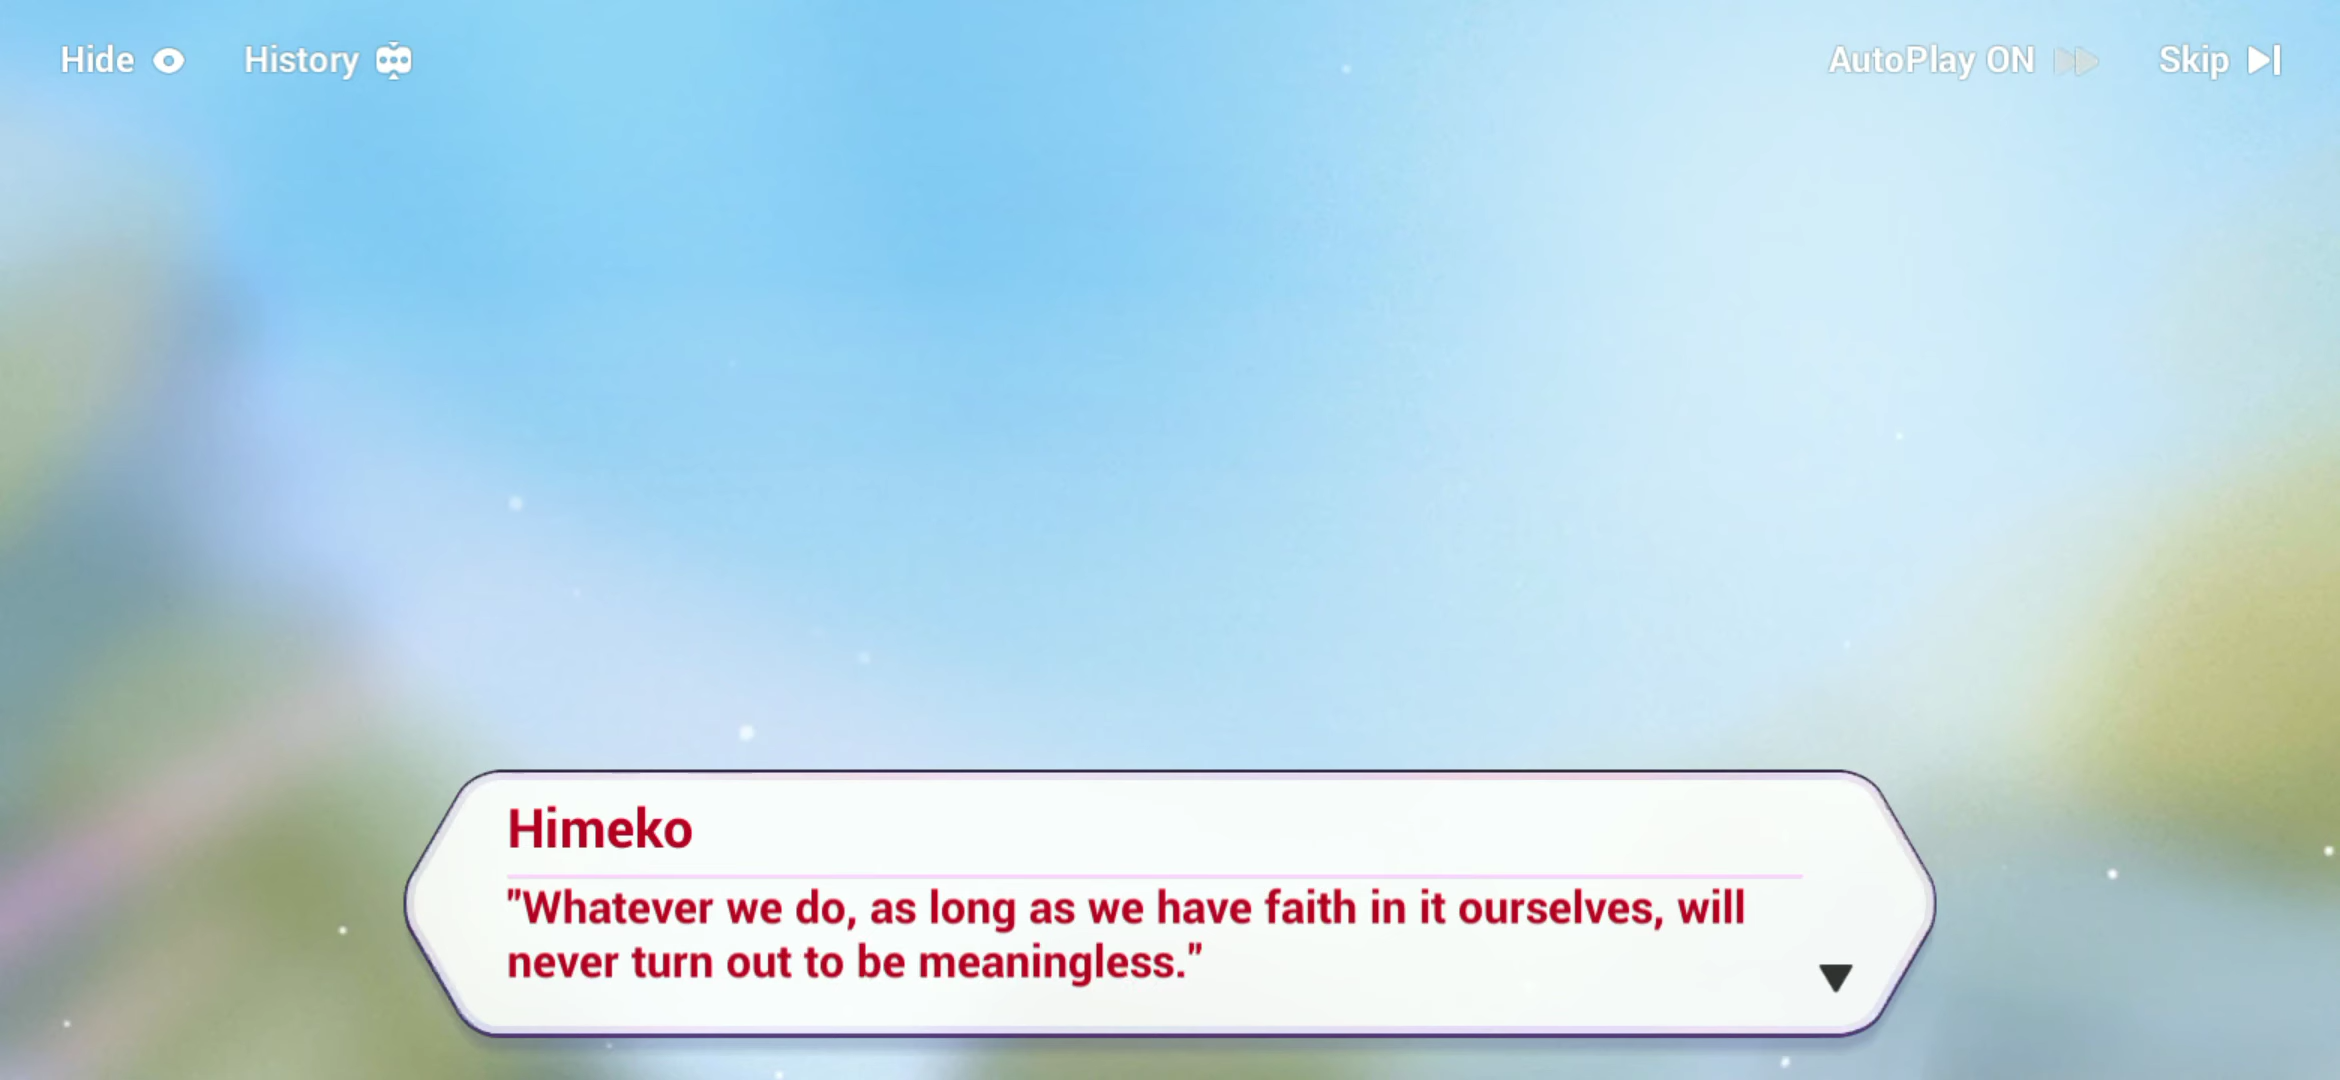 Hide
History
AutoPlay ON
Skip
Himeko
"Whatever we do, as long as we have faith in it ourselves, will
never turn out to be meaningless."